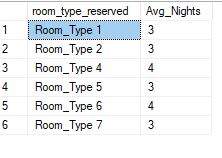 room_type_reserved Avg_Nights
1 Room_Type 1 3
2 Room_Type 2 3
3 Room_Type 4 4
4 Room_Type 5 3
5 Room_Type 6 4
6 Room_Type 7 3